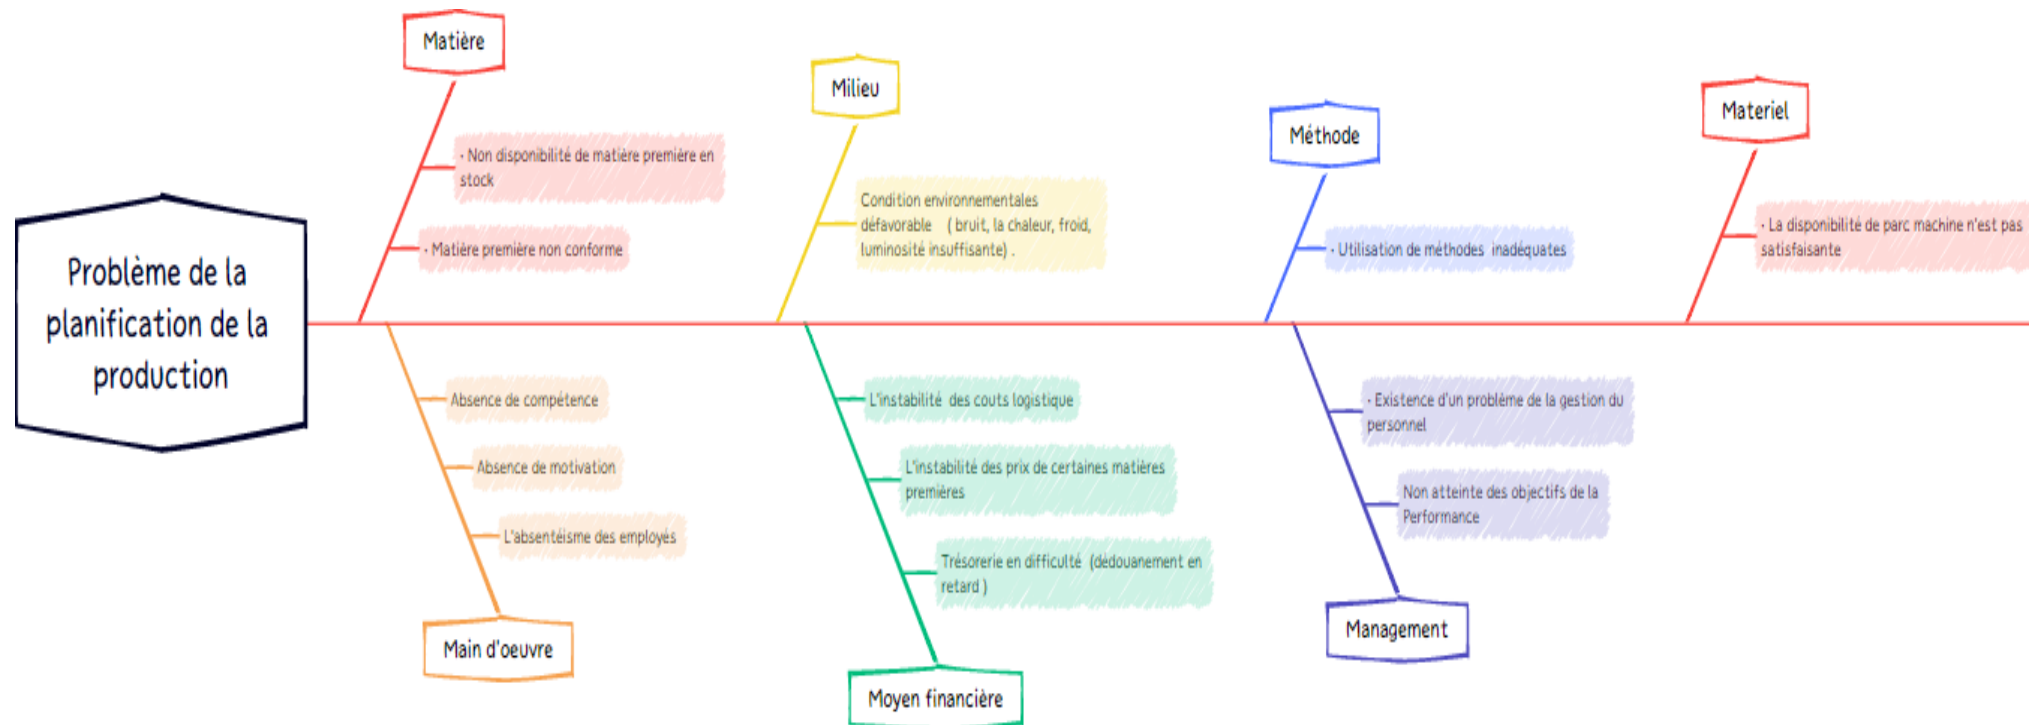 Matière
· Non disponibilité de matière première en
stock
· Matière première non conforme
Milieu
Condition environnementales
défavorable ( bruit, la chaleur, froid,
luminosité insuffisante) .
Méthode
· Utilisation de méthodes inadéquates
Materiel
· La disponibilité de parc machine n'est pas
satisfaisante
Problème de la
planification de la
production
Absence de compétence
Absence de motivation
L'absentéisme des employés
Main d'oeuvre
L'instabilité des couts logistique
L'instabilité des prix de certaines matières
premières
Trésorerie en difficulté (dédouanement en
retard )
Moyen financière
· Existence d'un problème de la gestion du
personnel
Non atteinte des objectifs de la
Performance
Management